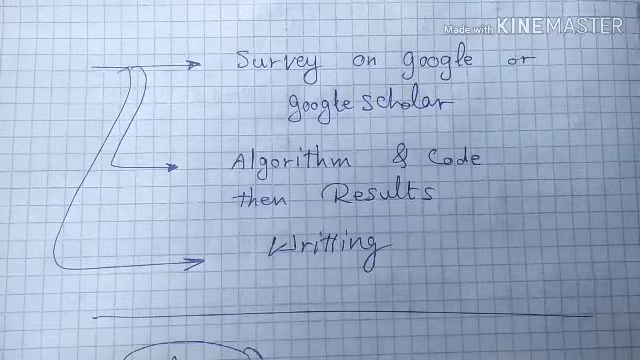 Made with KINEMASTER
Survey on google or
google scholar
Algorithm & Code
then Results
Writting